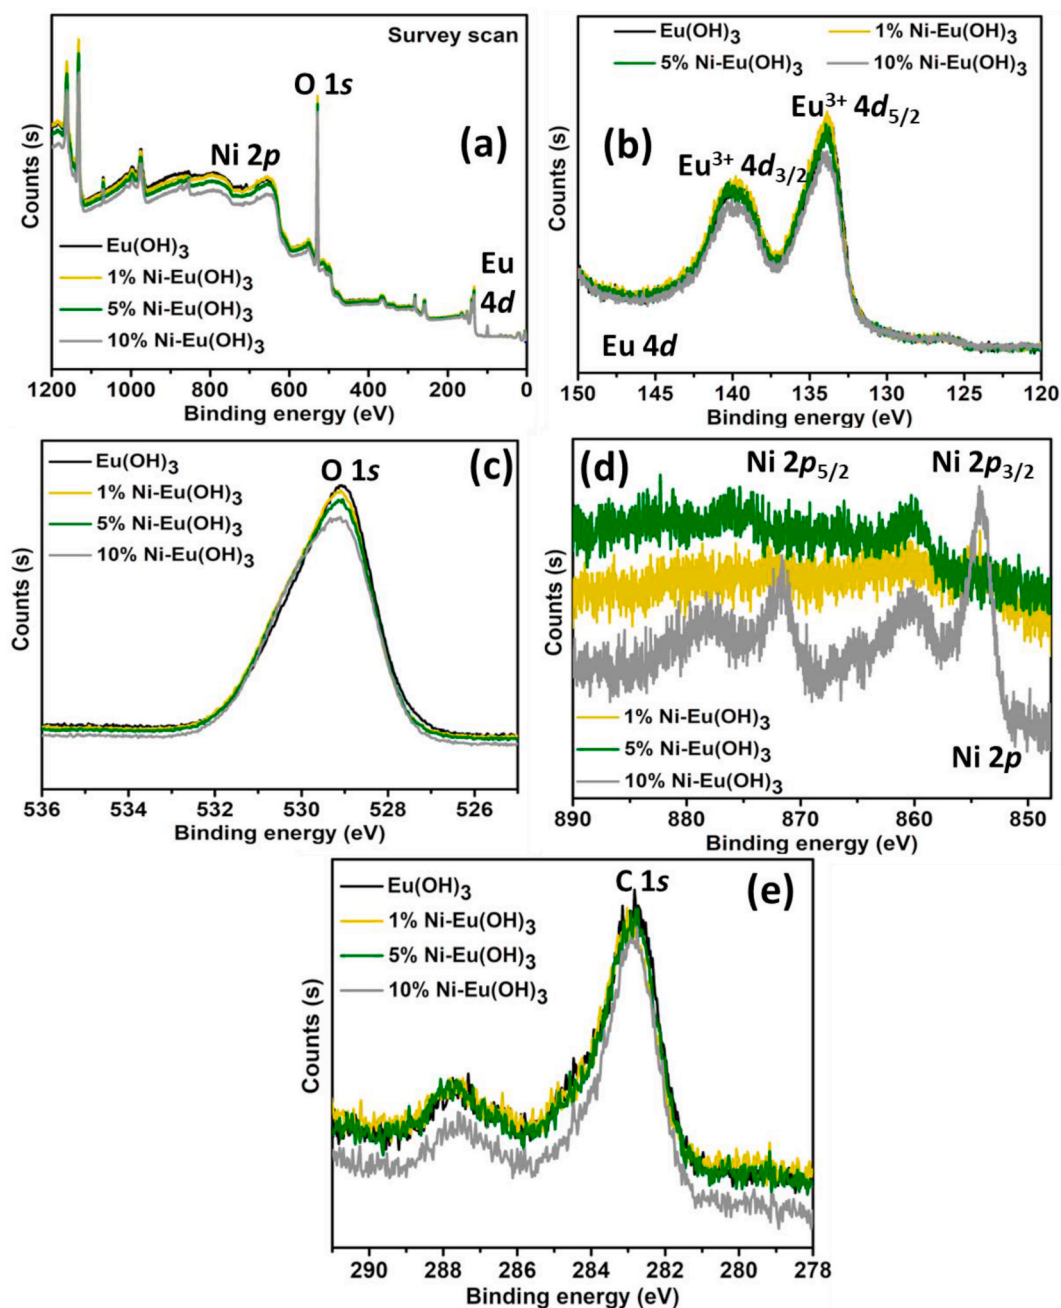 Survey scan
O 1s
(a)
Ni 2p
Eu(OH)3
1% Ni-Eu(OH)3
5% Ni-Eu(OH)3
10% Ni-Eu(OH)3
Eu
4d
Counts (s)
1200 1000 800 600 400 200 0
Binding energy (eV)
Eu(OH)3 1% Ni-Eu(OH)3
5% Ni-Eu(OH)3 10% Ni-Eu(OH)3
Eu3+ 4d5/2
(b)
Eu3+ 4d3/2
Eu 4d
Counts (s)
150 145 140 135 130 125 120
Binding energy (eV)
Eu(OH)3
1% Ni-Eu(OH)3
5% Ni-Eu(OH)3
10% Ni-Eu(OH)3
O 1s
(c)
Counts (s)
536 534 532 530 528 526
Binding energy (eV)
(d)
Ni 2p5/2
Ni 2p3/2
1% Ni-Eu(OH)3
5% Ni-Eu(OH)3
10% Ni-Eu(OH)3
Ni 2p
Counts (s)
890 880 870 860 850
Binding energy (eV)
Eu(OH)3
1% Ni-Eu(OH)3
5% Ni-Eu(OH)3
10% Ni-Eu(OH)3
C 1s
(e)
Counts (s)
290 288 286 284 282 280 278
Binding energy (eV)